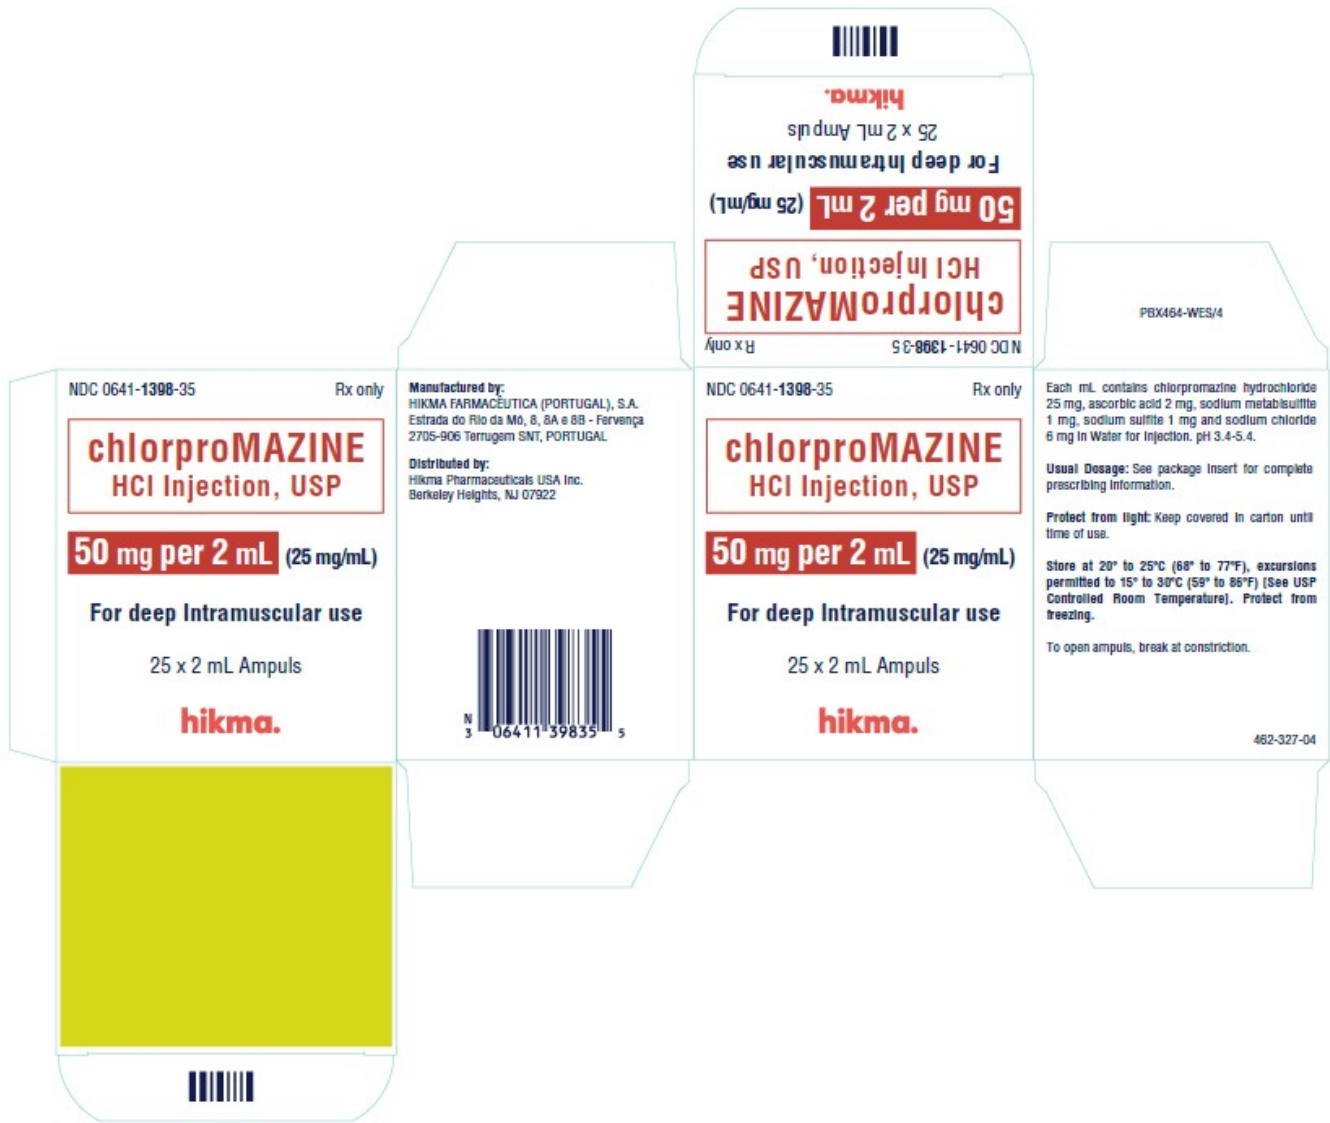 hikma.
25 x 2 mL Ampuls
For deep Intramuscular use
50 mg per 2 mL (25 mg/mL)
chlorproMAZINE
HCl Injection, USP
NDC 0641-1398-35 Rx only
PBX464-WES/4
NDC 0641-1398-35 Rx only
chlorproMAZINE
HCl Injection, USP
50 mg per 2 mL (25 mg/mL)
For deep Intramuscular use
25 x 2 mL Ampuls
hikma.
Manufactured by:
HIKMA FARMACÊUTICA (PORTUGAL), S.A.
Estrada do Rio da Mó, 8, 8A e 8B - Fervença
2705-906 Terrugem SNT, PORTUGAL
Distributed by:
Hikma Pharmaceuticals USA Inc.
Berkeley Heights, NJ 07922
N
3 06411 39835 5
NDC 0641-1398-35 Rx only
chlorproMAZINE
HCl Injection, USP
50 mg per 2 mL (25 mg/mL)
For deep Intramuscular use
25 x 2 mL Ampuls
hikma.
Each mL contains chlorpromazine hydrochloride
25 mg, ascorbic acid 2 mg, sodium metabisulfite
1 mg, sodium sulfite 1 mg and sodium chloride
6 mg in Water for Injection. pH 3.4-5.4.
Usual Dosage: See package insert for complete
prescribing information.
Protect from light: Keep covered in carton until
time of use.
Store at 20° to 25°C (68° to 77°F), excursions
permitted to 15° to 30°C (59° to 86°F) [See USP
Controlled Room Temperature]. Protect from
freezing.
To open ampuls, break at constriction.
462-327-04